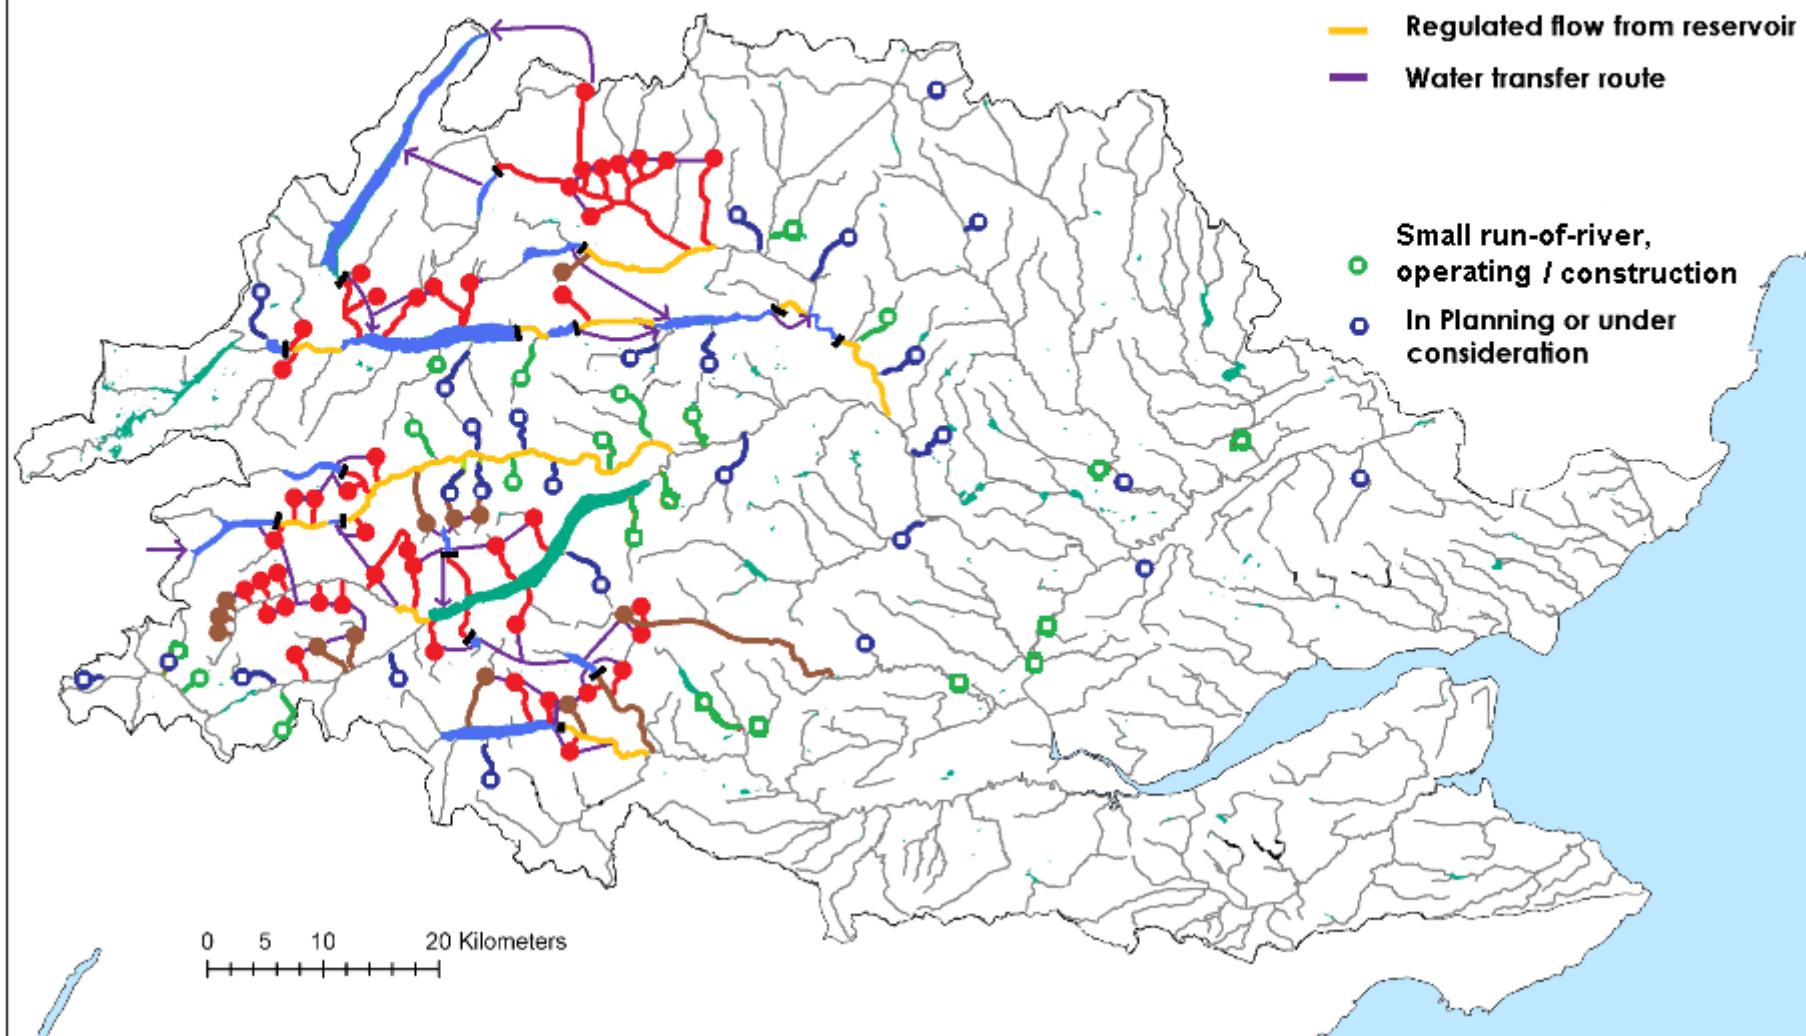 Regulated flow from reservoir
Water transfer route
Small run-of-river,
operating / construction
In Planning or under
consideration
0 5 10 20 Kilometers